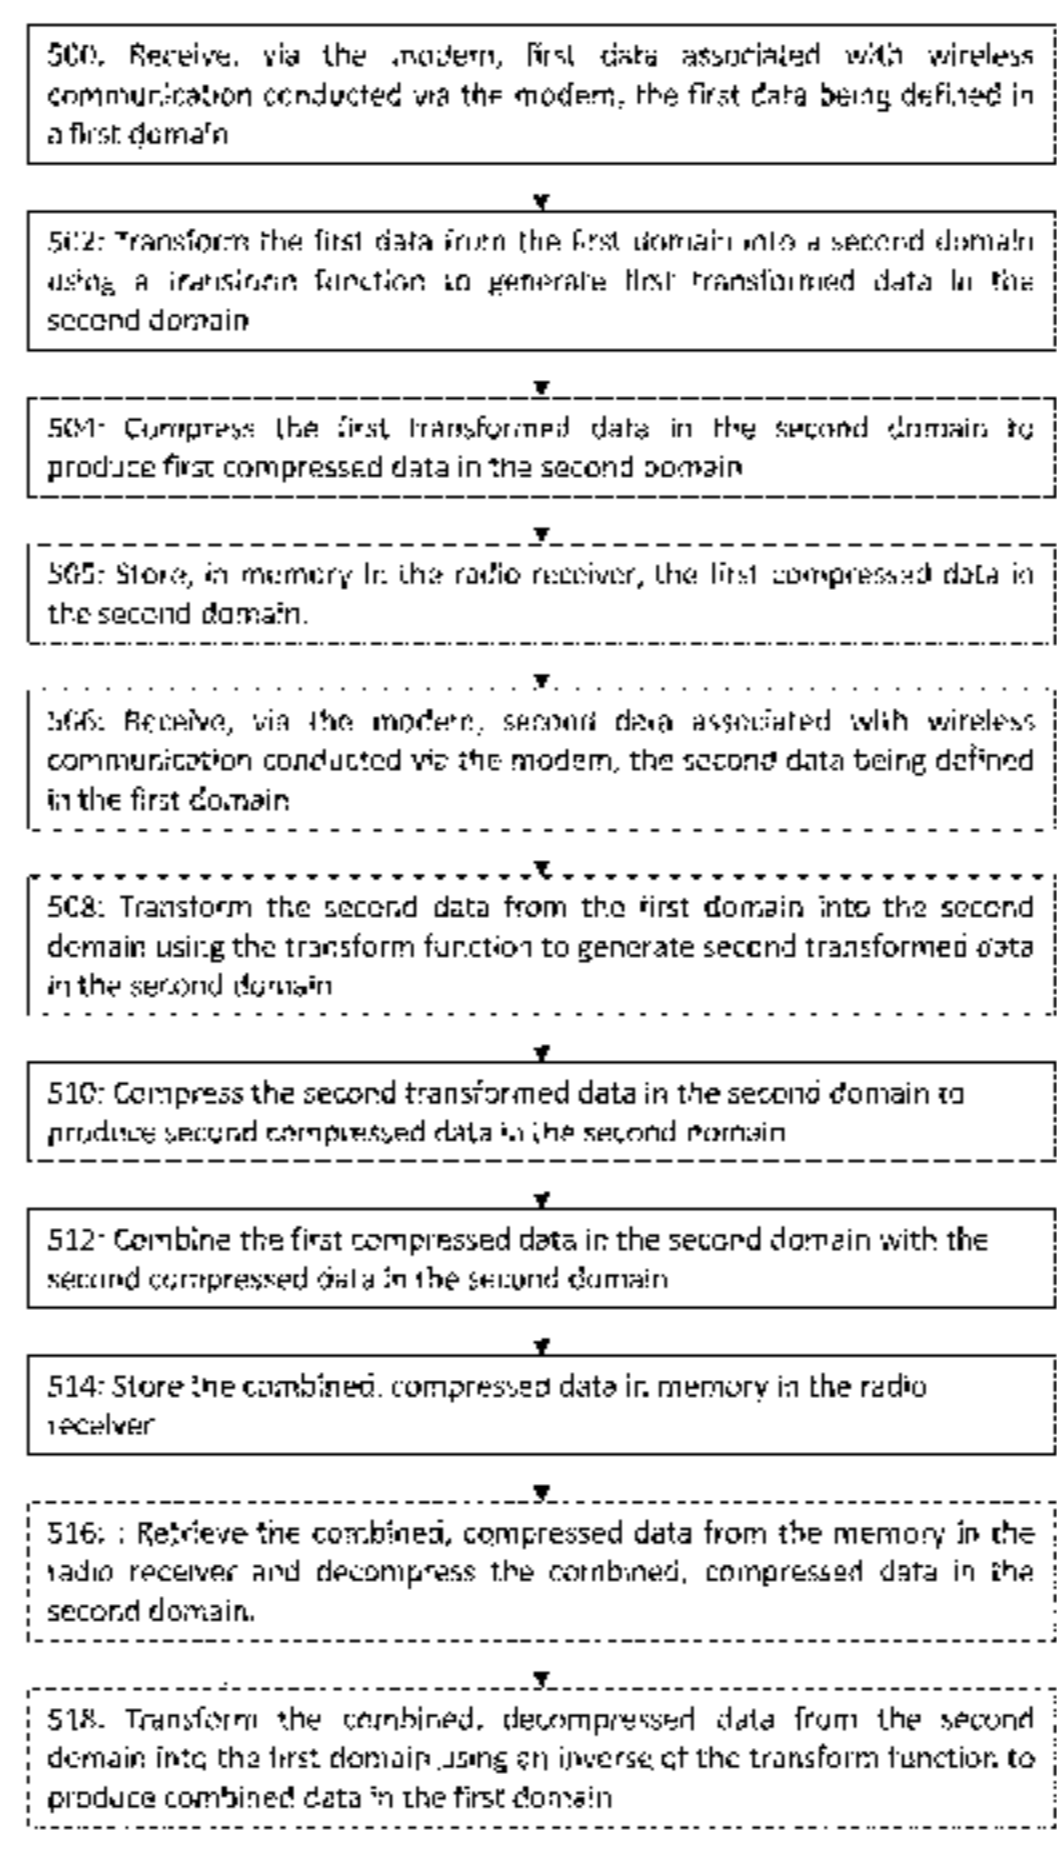 500. Receive, via the modem, first data associated with wireless
communication conducted via the modem, the first data being defined in
a first domain
502: Transform the first data from the first domain into a second domain
using a transform function to generate first transformed data in the
second domain
504: Compress the first transformed data in the second domain to
produce first compressed data in the second domain
505: Store, in memory in the radio receiver, the first compressed data in
the second domain.
506: Receive, via the modem, second data associated with wireless
communication conducted via the modem, the second data being defined
in the first domain
508: Transform the second data from the first domain into the second
domain using the transform function to generate second transformed data
in the second domain
510: Compress the second transformed data in the second domain to
produce second compressed data in the second domain
512: Combine the first compressed data in the second domain with the
second compressed data in the second domain
514: Store the combined, compressed data in memory in the radio
receiver
516: : Retrieve the combined, compressed data from the memory in the
radio receiver and decompress the combined, compressed data in the
second domain.
518. Transform the combined, decompressed data from the second
domain into the first domain using an inverse of the transform function to
produce combined data in the first domain